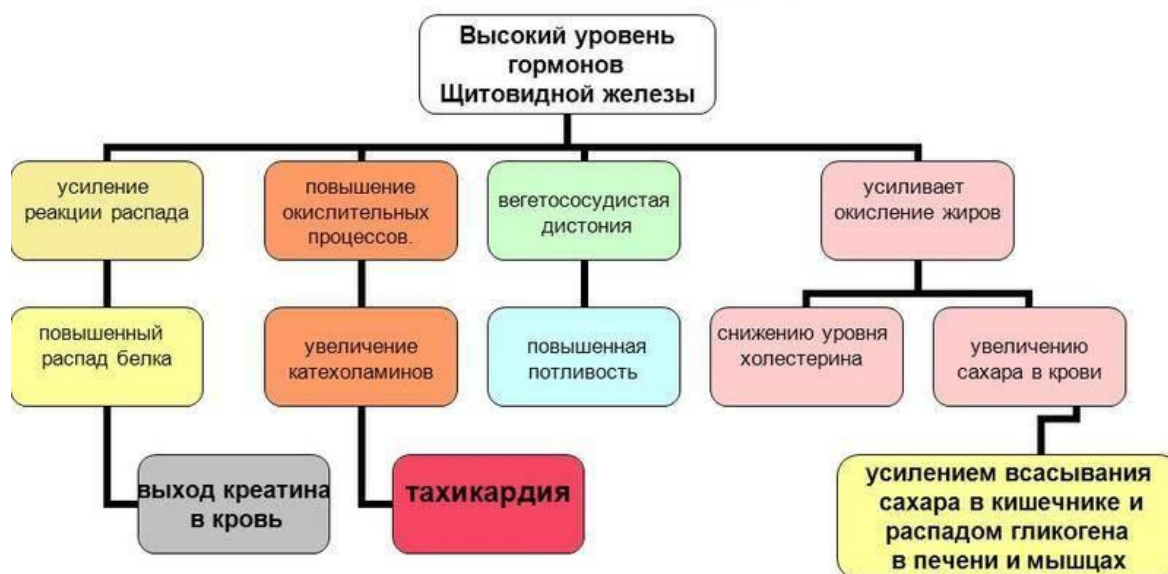 Высокий уровень
гормонов
Щитовидной железы
усиление
реакции распада
повышение
окислительных
процессов.
вегетососудистая
дистония
усиливает
окисление жиров
повышенный
распад белка
увеличение
катехоламинов
повышенная
потливость
снижению уровня
холестерина
увеличению
сахара в крови
выход креатина
в кровь
тахикардия
усилением всасывания
сахара в кишечнике и
распадом гликогена
в печени и мышцах